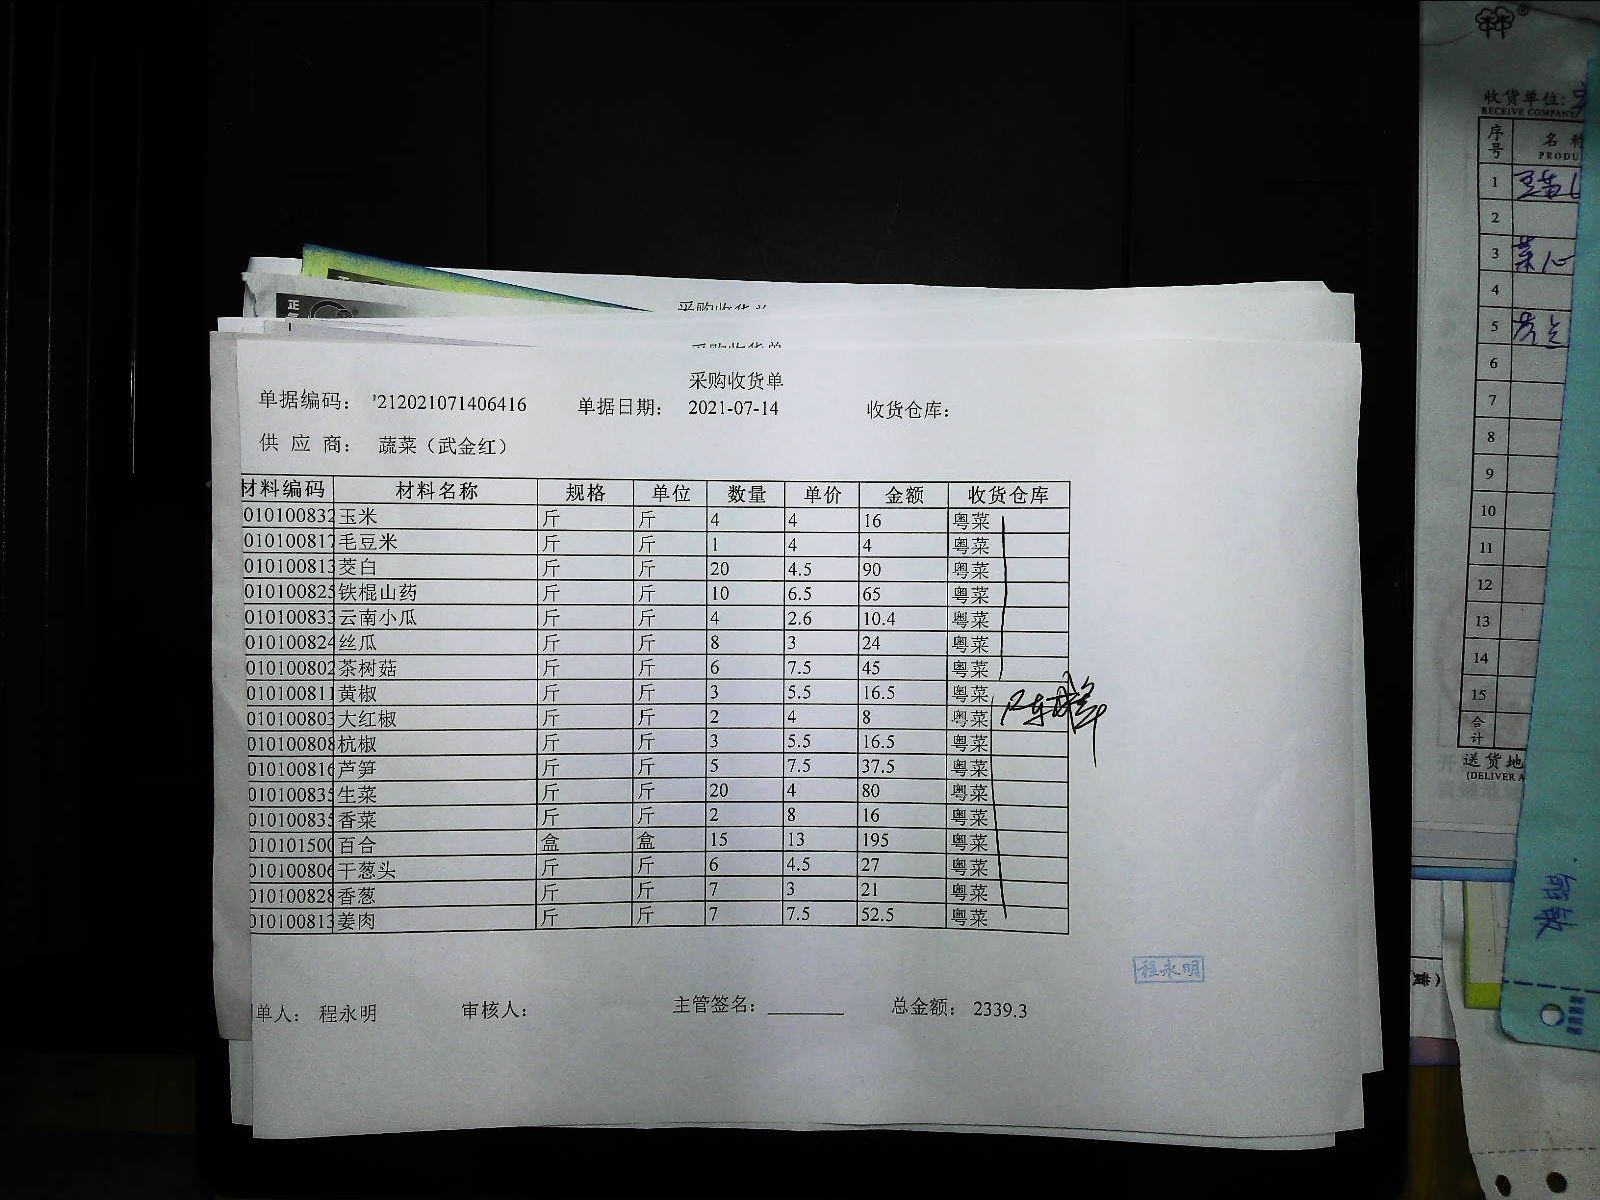 采购收货单
单据编码： '212021071406416 单据日期： 2021-07-14 收货仓库：
供 应 商： 蔬菜（武金红）
材料编码 材料名称 规格 单位 数量 单价 金额 收货仓库
010100832 玉米 斤 斤 4 4 16 粤菜
010100817 毛豆米 斤 斤 1 4 4 粤菜
010100813 茭白 斤 斤 20 4.5 90 粤菜
010100825 铁棍山药 斤 斤 10 6.5 65 粤菜
010100833 云南小瓜 斤 斤 4 2.6 10.4 粤菜
010100824 丝瓜 斤 斤 8 3 24 粤菜
010100802 茶树菇 斤 斤 6 7.5 45 粤菜
010100811 黄椒 斤 斤 3 5.5 16.5 粤菜
010100803 大红椒 斤 斤 2 4 8 粤菜
010100808 杭椒 斤 斤 3 5.5 16.5 粤菜
010100816 芦笋 斤 斤 5 7.5 37.5 粤菜
010100835 生菜 斤 斤 20 4 80 粤菜
010100835 香菜 斤 斤 2 8 16 粤菜
010101500 百合 盒 盒 15 13 195 粤菜
010100806 干葱头 斤 斤 6 4.5 27 粤菜
010100828 香葱 斤 斤 7 3 21 粤菜
010100813 姜肉 斤 斤 7 7.5 52.5 粤菜
程永明
单人： 程永明 审核人： 主管签名： 总金额： 2339.3
收货单位:
RECEIVE COMPANY
序号 名
PRODU
1
2
3 菜心
4
5
6
7
8
9
10
11
12
13
14
15
合计
送货地
(DELIVER A